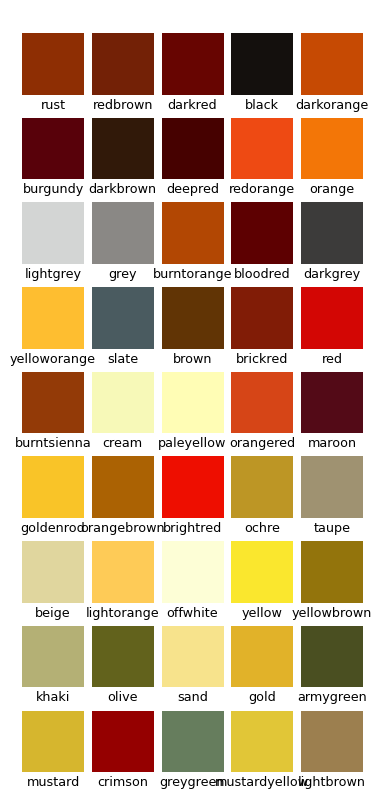 rust redbrown darkred black darkorange
burgundy darkbrown deepred redorange orange
lightgrey grey burntorange bloodred darkgrey
yelloworange slate brown brickred red
burntsienna cream paleyellow orangered maroon
goldenrod orangebrown brightred ochre taupe
beige lightorange offwhite yellow yellowbrown
khaki olive sand gold armygreen
mustard crimson greygreen mustardyellow lightbrown